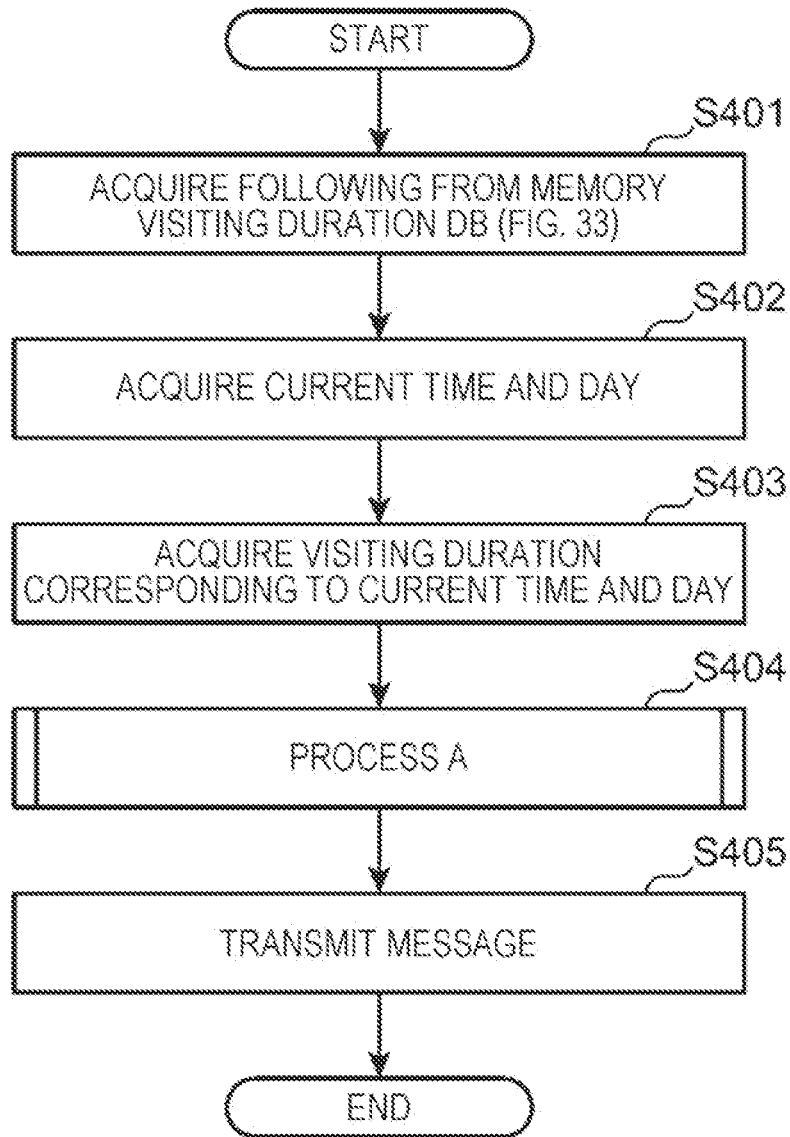 START
S401
ACQUIRE FOLLOWING FROM MEMORY
VISITING DURATION DB (FIG. 33)
S402
ACQUIRE CURRENT TIME AND DAY
S403
ACQUIRE VISITING DURATION
CORRESPONDING TO CURRENT TIME AND DAY
S404
PROCESS A
S405
TRANSMIT MESSAGE
END